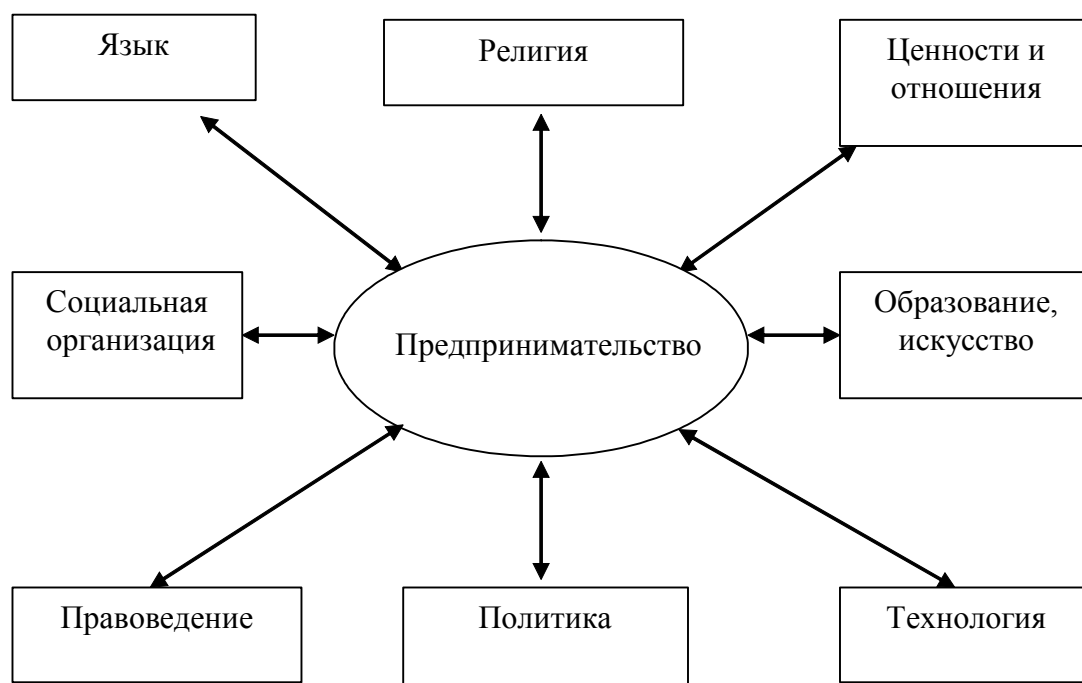 Язык
Религия
Ценности и
отношения
Социальная
организация
Предпринимательство
Образование,
искусство
Правоведение
Политика
Технология